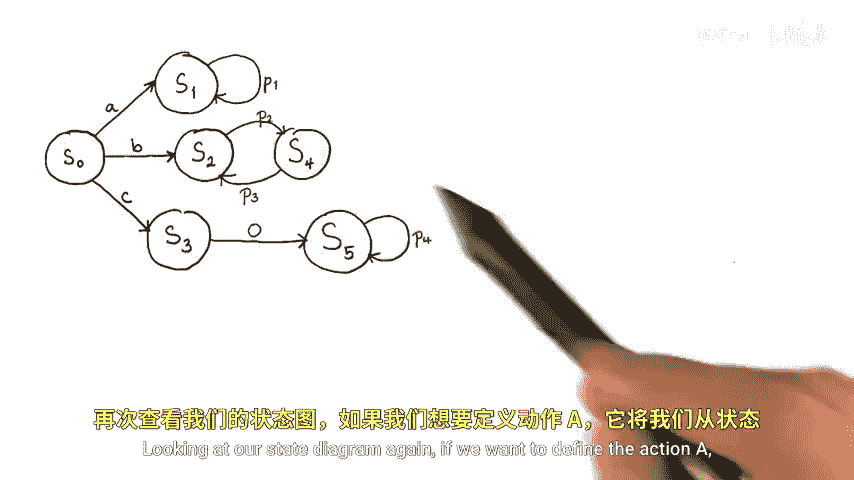 S₁
p1
a
p2
S₀
b
S₂
S₄
p3
c
S₃
0
S₅
p4
再次查看我们的状态图，如果我们想要定义动作 A，它将我们从状态
Looking at our state diagram again, if we want to define the action A,